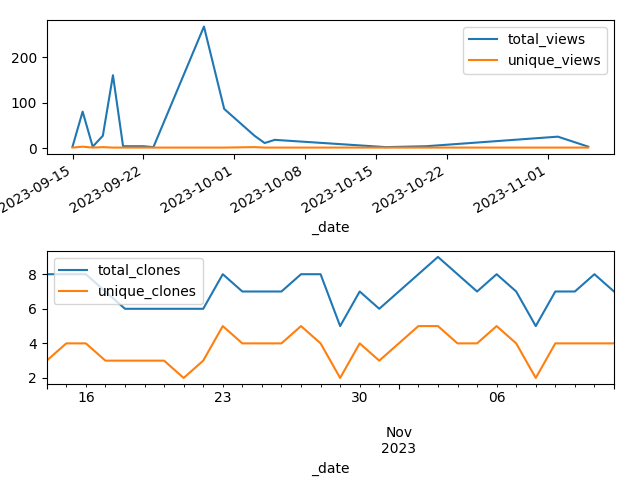 total_views
unique_views
200
100
0
2023-09-15
2023-09-22
2023-10-01
2023-10-08
2023-10-15
2023-10-22
2023-11-01
_date
total_clones
unique_clones
8
6
4
2
16
23
30
06
Nov
2023
_date